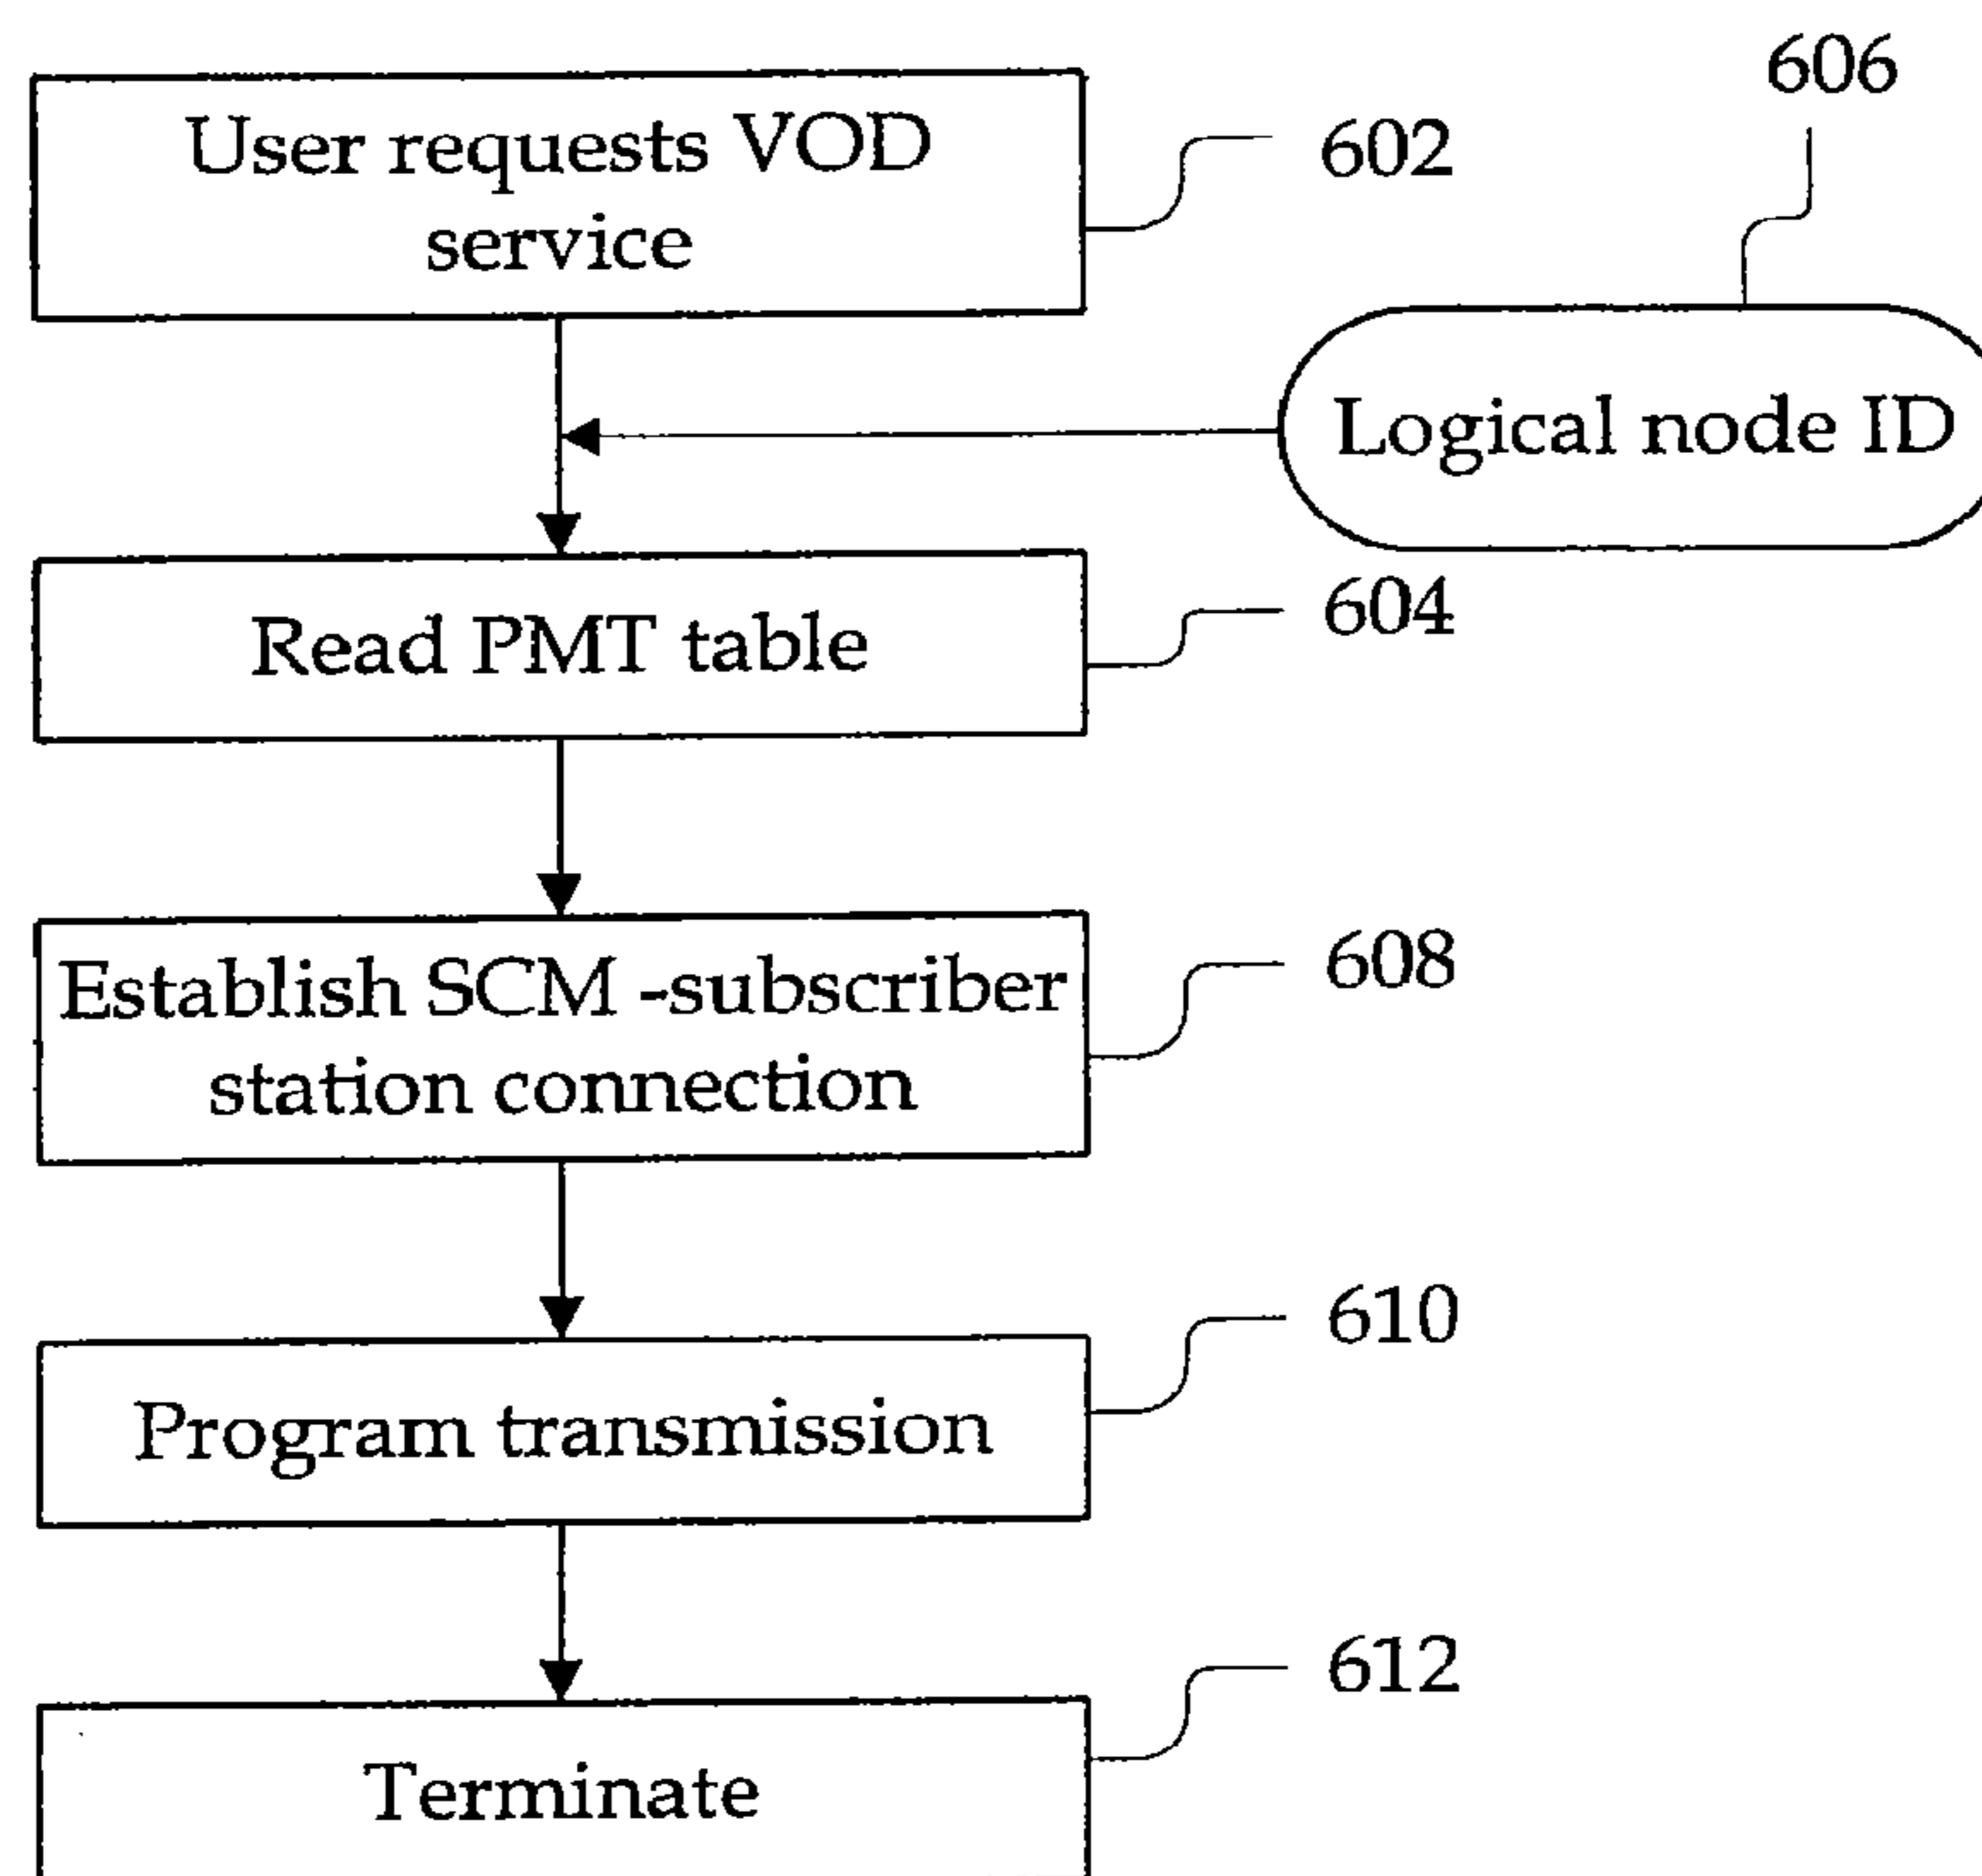 606
User requests VOD
service
602
Logical node ID
Read PMT table
604
Establish SCM -subscriber
station connection
608
Program transmission
610
Terminate
612